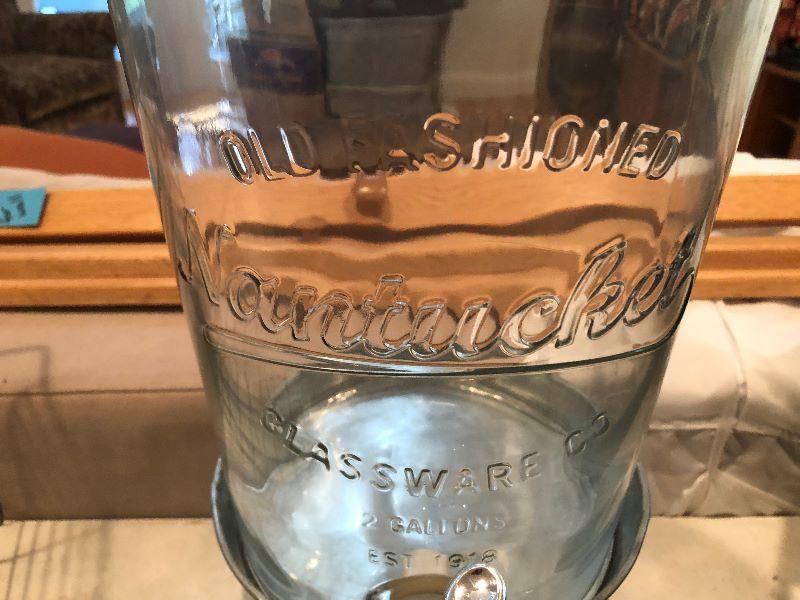 OLD FASHIONED
Nantucket
GLASSWARE CO
2 GALLONS
EST 1918